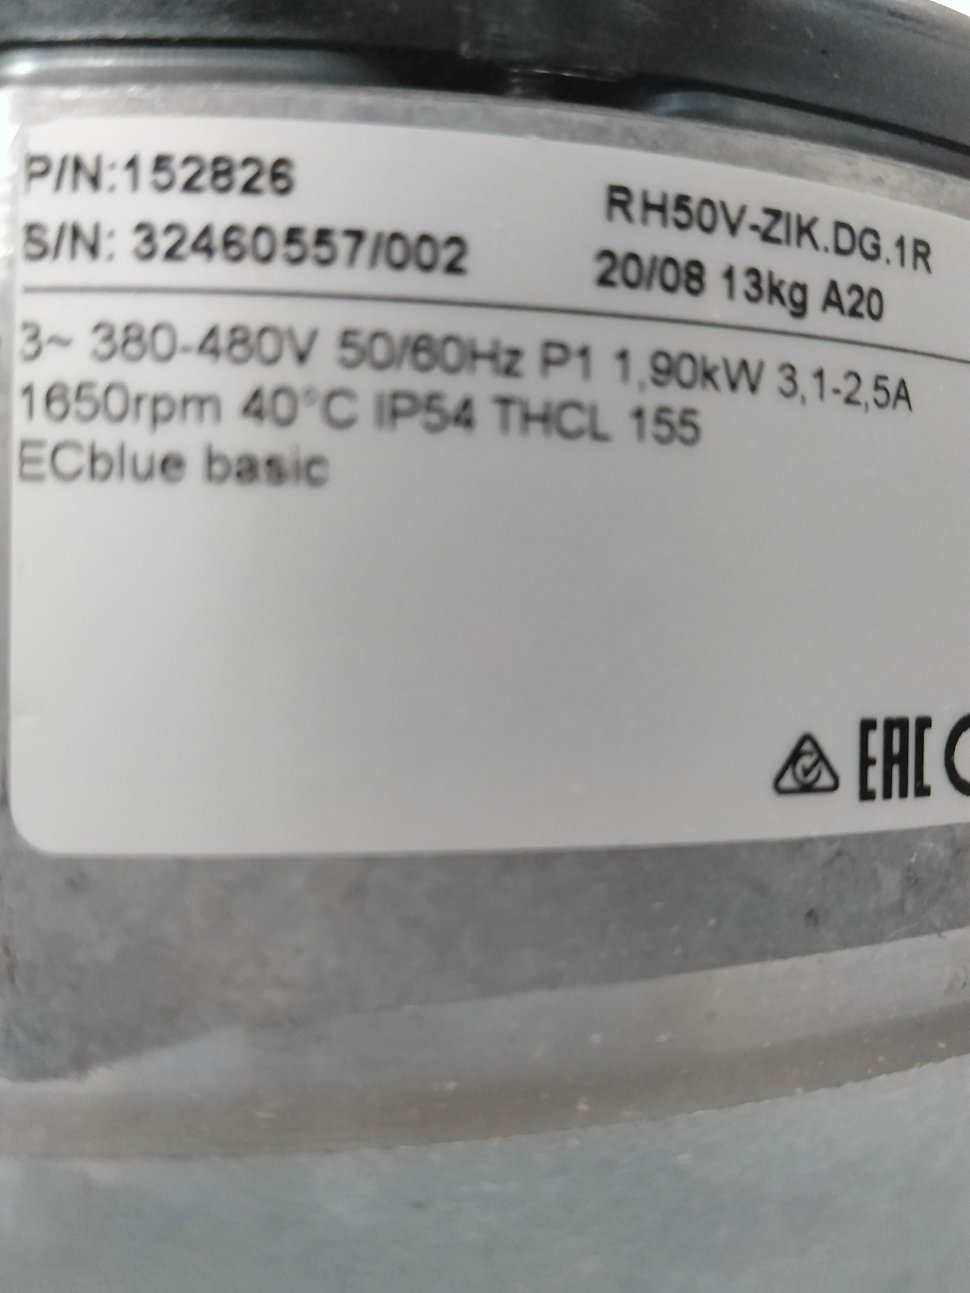 P/N:152826
RH50V-ZIK.DG.1R
S/N: 32460557/002
20/08 13kg A20
3~ 380-480V 50/60Hz P1 1,90kW 3,1-2,5A
1650rpm 40°C IP54 THCL 155
ECblue basic
EAC